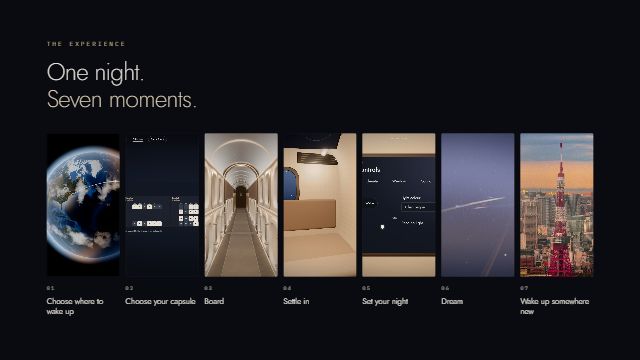 THE EXPERIENCE
One night.
Seven moments.
01
Choose where to
wake up
02
Choose your capsule
03
Board
04
Settle in
05
Set your night
06
Dream
07
Wake up somewhere
new